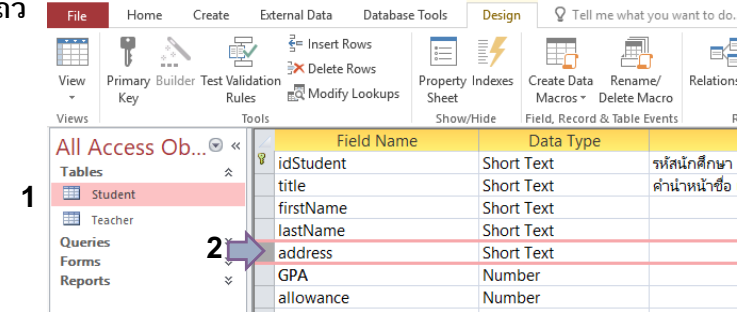 ถว
File Home Create External Data Database Tools Design Tell me what you want to do.
View
Views
Primary Key
Builder
Test Validation Rules
Insert Rows
Delete Rows
Modify Lookups
Tools
Property Sheet
Indexes
Show/Hide
Create Data Macros
Rename/ Delete Macro
Field, Record & Table Events
Relations
R
All Access Ob... «
Tables
1
Student
Teacher
Queries
Forms
Reports
2
Field Name Data Type
idStudent Short Text รหัสนักศึกษา
title Short Text คำนำหน้าชื่อ
firstName Short Text
lastName Short Text
address Short Text
GPA Number
allowance Number